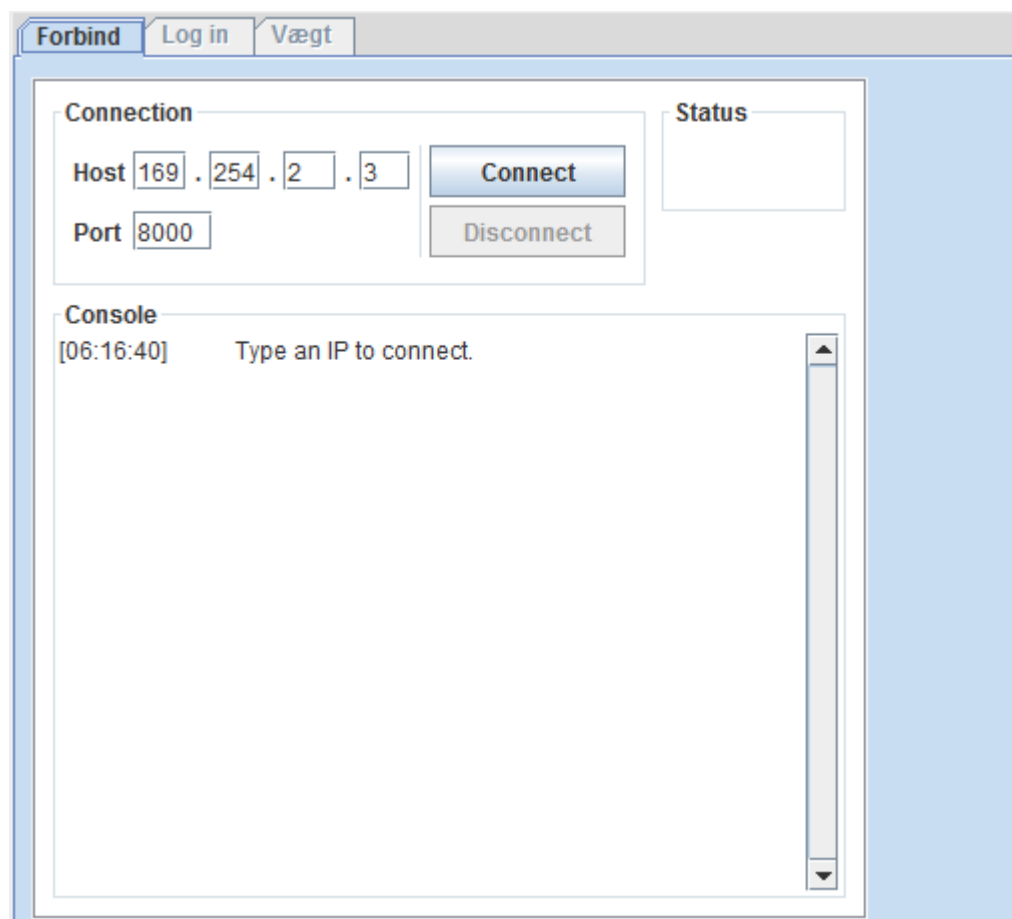 Forbind Log in Vægt
Connection Status
Host 169 . 254 . 2 . 3 Connect
Port 8000 Disconnect
Console
[06:16:40] Type an IP to connect.